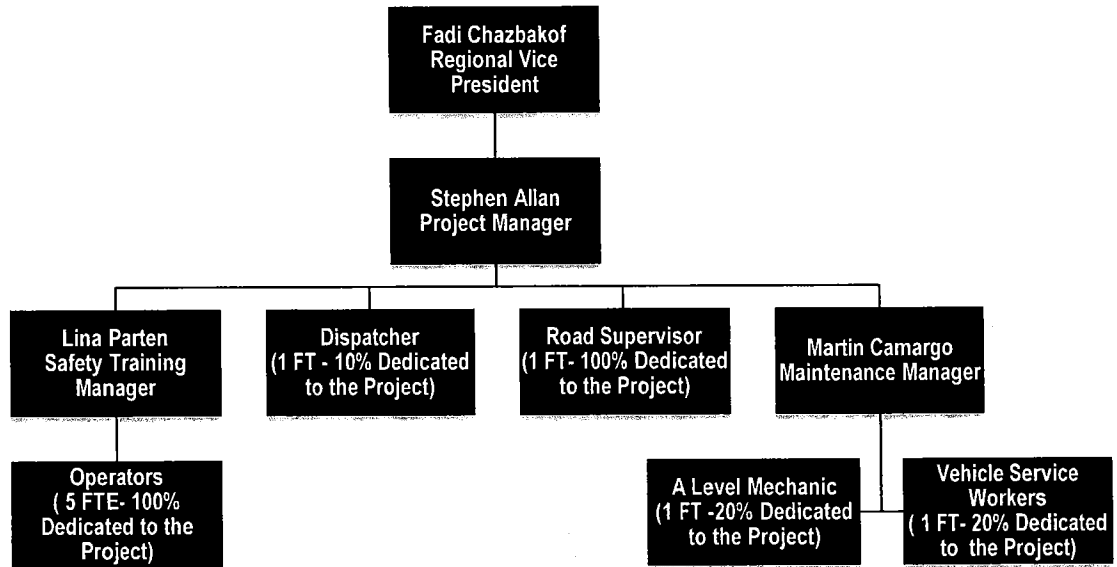 Fadi Chazbakof
Regional Vice
President
Stephen Allan
Project Manager
Lina Parten
Safety Training
Manager
Dispatcher
(1 FT - 10% Dedicated
to the Project)
Road Supervisor
(1 FT- 100% Dedicated
to the Project)
Martin Camargo
Maintenance Manager
Operators
( 5 FTE- 100%
Dedicated to the
Project)
A Level Mechanic
(1 FT -20% Dedicated
to the Project)
Vehicle Service
Workers
( 1 FT- 20% Dedicated
to the Project)